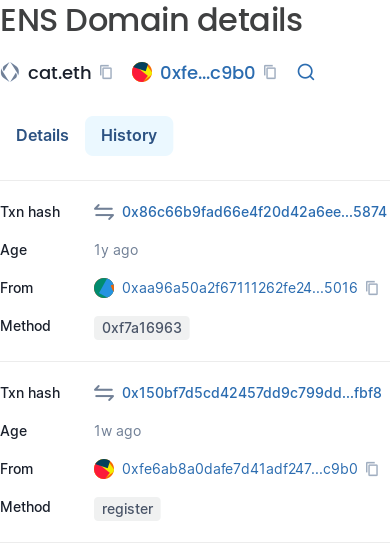 ENS Domain details
cat.eth 0xfe...c9b0
Details History
Txn hash 0x86c66b9fad66e4f20d42a6ee...5874
Age 1y ago
From 0xaa96a50a2f67111262fe24...5016
Method 0xf7a16963
Txn hash 0x150bf7d5cd42457dd9c799dd...fbf8
Age 1w ago
From 0xfe6ab8a0dafe7d41adf247...c9b0
Method register